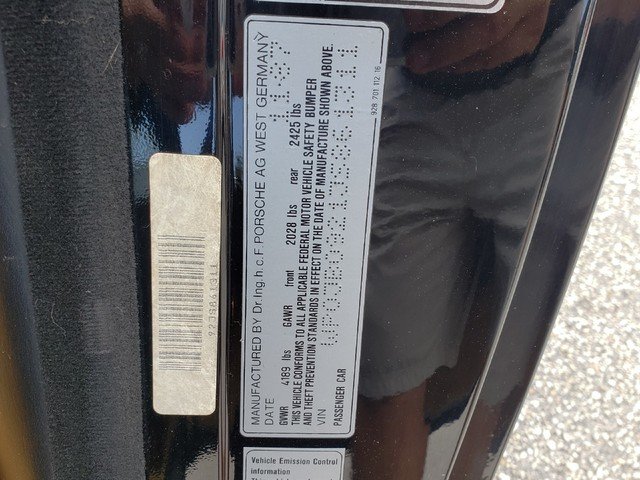 MANUFACTURED BY Dr.Ing.h.c.F.PORSCHE AG WEST GERMANY
DATE 11.87
GVWR 4189 lbs GAWR front 2028 lbs rear 2425 lbs
THIS VEHICLE CONFORMS TO ALL APPLICABLE FEDERAL MOTOR VEHICLE SAFETY BUMPER
AND THEFT PREVENTION STANDARDS IN EFFECT ON THE DATE OF MANUFACTURE SHOWN ABOVE.
VIN
PASSENGER CAR
928 701 112 16
Vehicle Emission Control
information